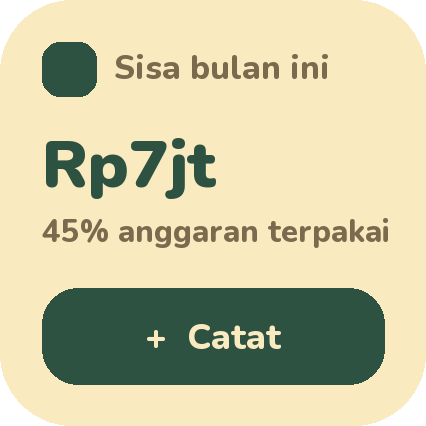 Sisa bulan ini
Rp7jt
45% anggaran terpakai
+ Catat